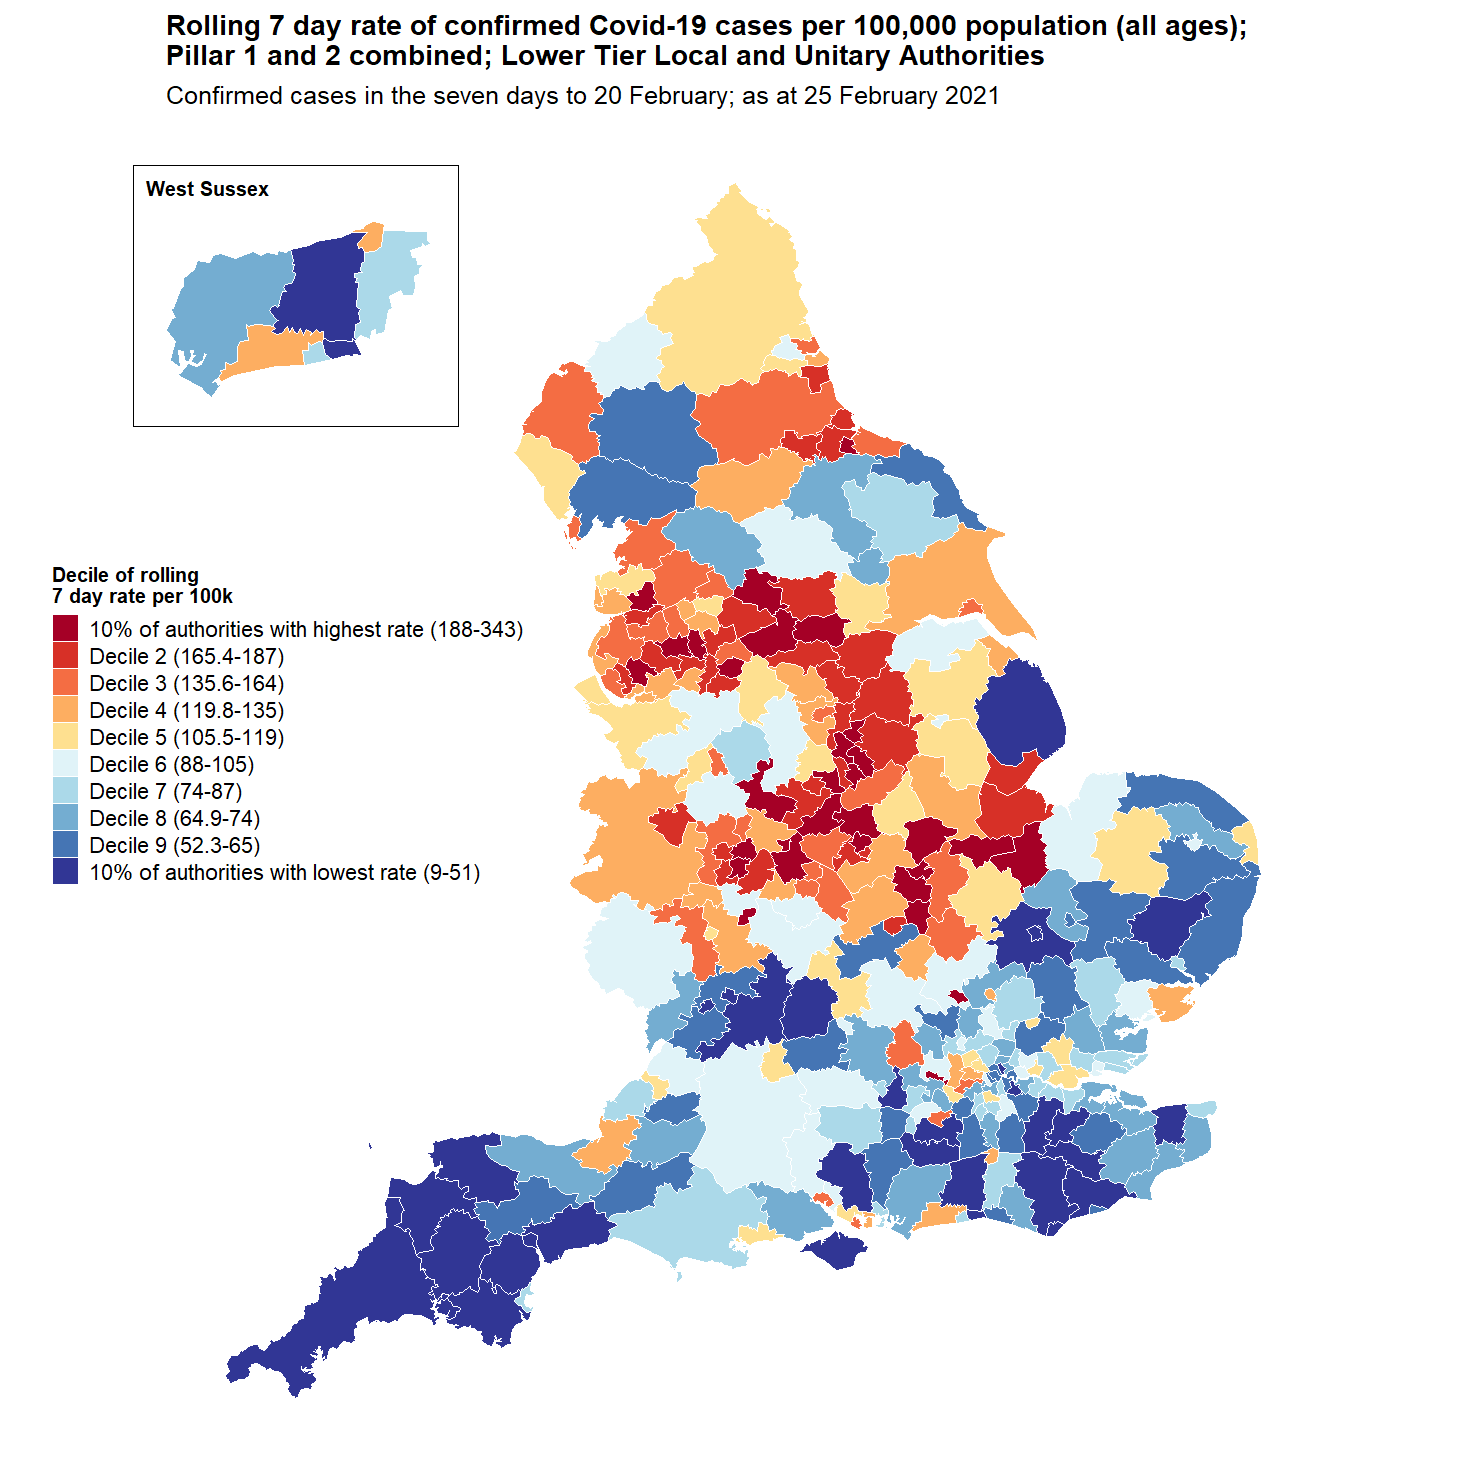 Rolling 7 day rate of confirmed Covid-19 cases per 100,000 population (all ages);
Pillar 1 and 2 combined; Lower Tier Local and Unitary Authorities
Confirmed cases in the seven days to 20 February; as at 25 February 2021
West Sussex
Decile of rolling
7 day rate per 100k
10% of authorities with highest rate (188-343)
Decile 2 (165.4-187)
Decile 3 (135.6-164)
Decile 4 (119.8-135)
Decile 5 (105.5-119)
Decile 6 (88-105)
Decile 7 (74-87)
Decile 8 (64.9-74)
Decile 9 (52.3-65)
10% of authorities with lowest rate (9-51)